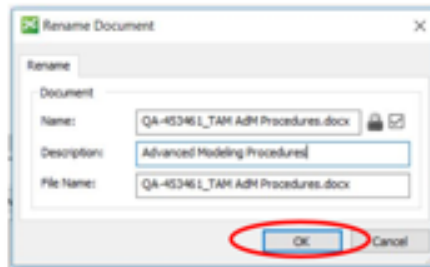 Rename Document
Rename
Document
Name: QA-453461_TAM AdM Procedures.docx
Description: Advanced Modeling Procedures
File Name: QA-453461_TAM AdM Procedures.docx
OK Cancel